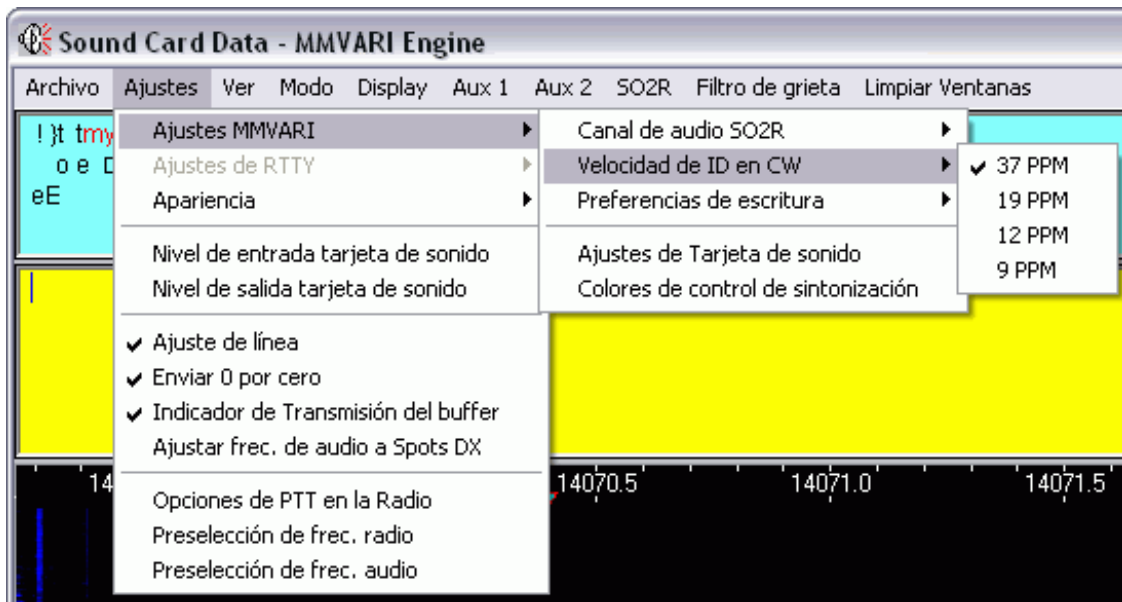 Sound Card Data - MMVARI Engine
Archivo Ajustes Ver Modo Display Aux 1 Aux 2 SO2R Filtro de grieta Limpiar Ventanas
! }t tmy
o e D
eE
Ajustes MMVARI
Ajustes de RTTY
Apariencia
Nivel de entrada tarjeta de sonido
Nivel de salida tarjeta de sonido
Ajuste de línea
Enviar 0 por cero
Indicador de Transmisión del buffer
Ajustar frec. de audio a Spots DX
Opciones de PTT en la Radio
Preselección de frec. radio
Preselección de frec. audio
Canal de audio SO2R
Velocidad de ID en CW
Preferencias de escritura
Ajustes de Tarjeta de sonido
Colores de control de sintonización
37 PPM
19 PPM
12 PPM
9 PPM
14 14070.5 14071.0 14071.5